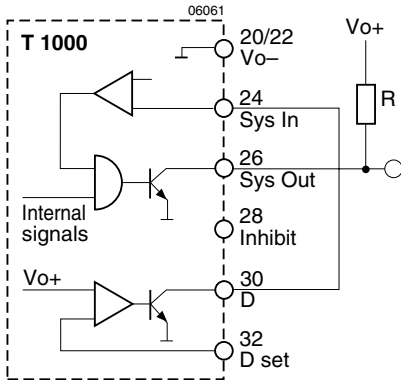 06061
T 1000
20/22
Vo–
Vo+
24
Sys In
R
26
Sys Out
Internal
signals
28
Inhibit
Vo+
30
D
32
D set